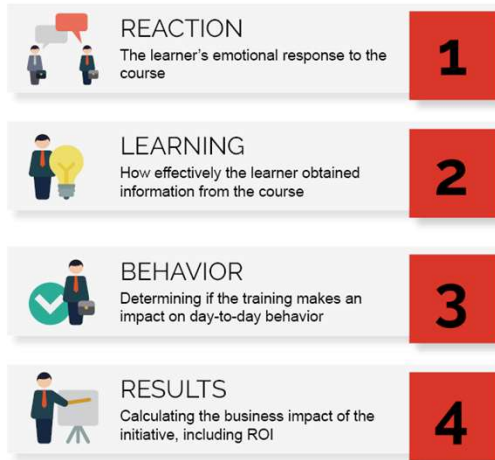 REACTION
The learner's emotional response to the
course
1
LEARNING
How effectively the learner obtained
information from the course
2
BEHAVIOR
Determining if the training makes an
impact on day-to-day behavior
3
RESULTS
Calculating the business impact of the
initiative, including ROI
4